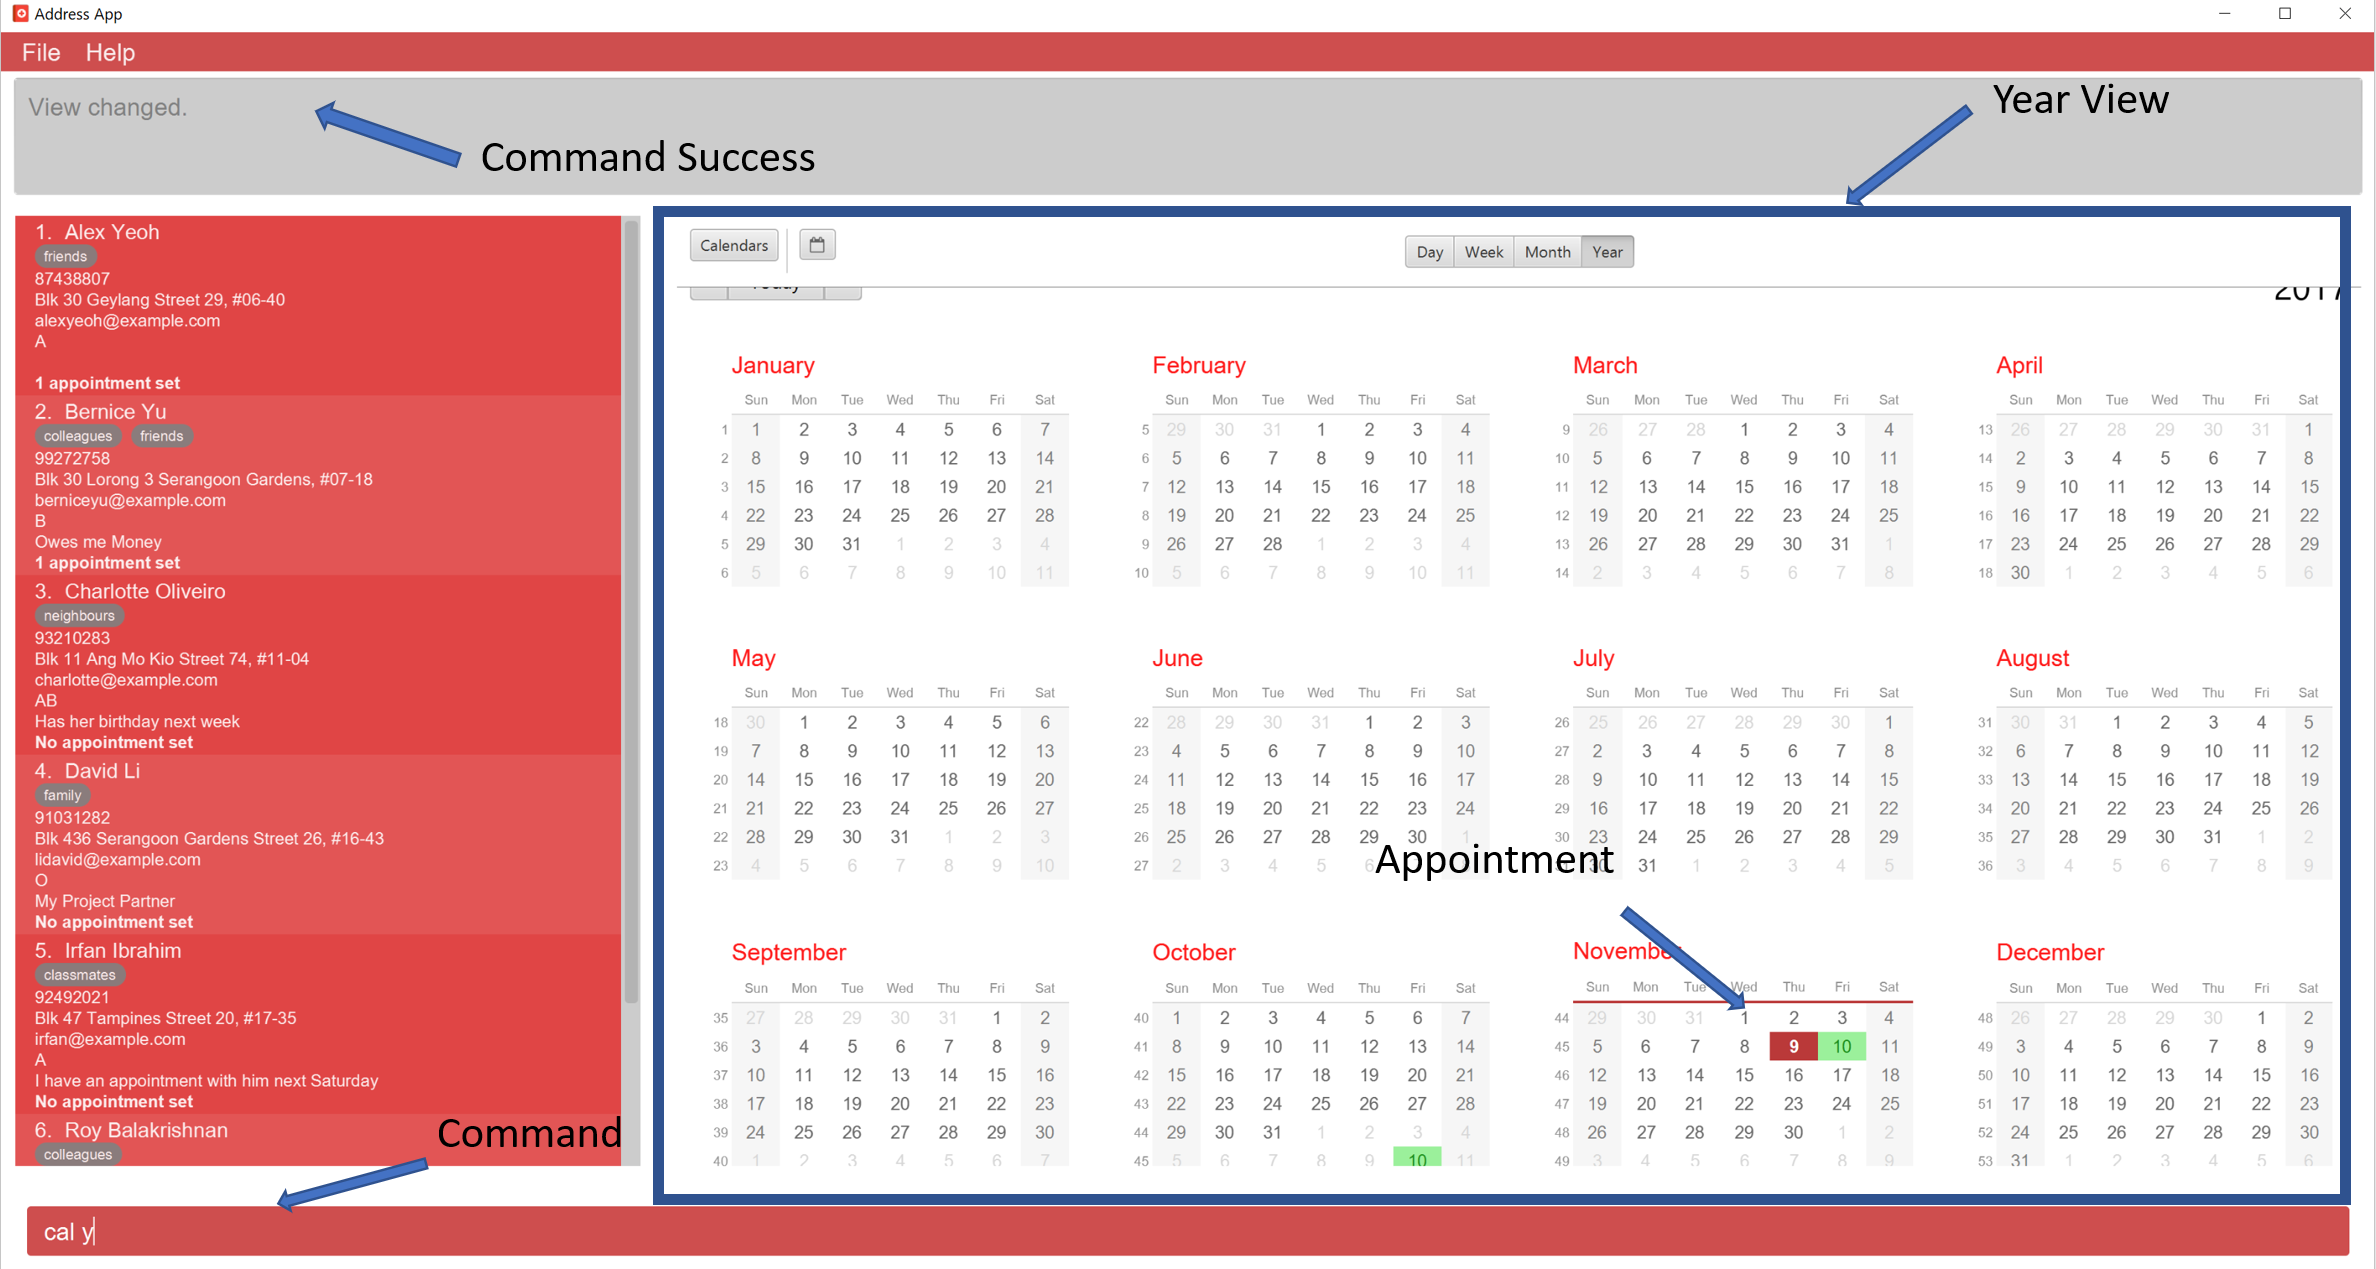 Address App
File Help
View changed.
Command Success
Year View
1. Alex Yeoh
friends
87438807
Blk 30 Geylang Street 29, #06-40
alexyeoh@example.com
A
1 appointment set
2. Bernice Yu
colleagues friends
99272758
Blk 30 Lorong 3 Serangoon Gardens, #07-18
berniceyu@example.com
B
Owes me Money
1 appointment set
3. Charlotte Oliveiro
neighbours
93210283
Blk 11 Ang Mo Kio Street 74, #11-04
charlotte@example.com
AB
Has her birthday next week
No appointment set
4. David Li
family
91031282
Blk 436 Serangoon Gardens Street 26, #16-43
lidavid@example.com
O
My Project Partner
No appointment set
5. Irfan Ibrahim
classmates
92492021
Blk 47 Tampines Street 20, #17-35
irfan@example.com
A
I have an appointment with him next Saturday
No appointment set
6. Roy Balakrishnan
colleagues
Command
cal y
Calendars
Day Week Month Year
Today
2017
January
Sun Mon Tue Wed Thu Fri Sat
1 1 2 3 4 5 6 7
2 8 9 10 11 12 13 14
3 15 16 17 18 19 20 21
4 22 23 24 25 26 27 28
5 29 30 31 1 2 3 4
6 5 6 7 8 9 10 11
February
Sun Mon Tue Wed Thu Fri Sat
5 29 30 31 1 2 3 4
6 5 6 7 8 9 10 11
7 12 13 14 15 16 17 18
8 19 20 21 22 23 24 25
9 26 27 28 1 2 3 4
10 5 6 7 8 9 10 11
March
Sun Mon Tue Wed Thu Fri Sat
9 26 27 28 1 2 3 4
10 5 6 7 8 9 10 11
11 12 13 14 15 16 17 18
12 19 20 21 22 23 24 25
13 26 27 28 29 30 31 1
14 2 3 4 5 6 7 8
April
Sun Mon Tue Wed Thu Fri Sat
13 26 27 28 29 30 31 1
14 2 3 4 5 6 7 8
15 9 10 11 12 13 14 15
16 16 17 18 19 20 21 22
17 23 24 25 26 27 28 29
18 30 1 2 3 4 5 6
May
Sun Mon Tue Wed Thu Fri Sat
18 30 1 2 3 4 5 6
19 7 8 9 10 11 12 13
20 14 15 16 17 18 19 20
21 21 22 23 24 25 26 27
22 28 29 30 31 1 2 3
23 4 5 6 7 8 9 10
June
Sun Mon Tue Wed Thu Fri Sat
22 28 29 30 31 1 2 3
23 4 5 6 7 8 9 10
24 11 12 13 14 15 16 17
25 18 19 20 21 22 23 24
26 25 26 27 28 29 30 1
27 2 3 4 5 6
July
Sun Mon Tue Wed Thu Fri Sat
26 25 26 27 28 29 30 1
27 2 3 4 5 6 7 8
28 9 10 11 12 13 14 15
29 16 17 18 19 20 21 22
30 23 24 25 26 27 28 29
30 31 1 2 3 4 5
August
Sun Mon Tue Wed Thu Fri Sat
31 30 31 1 2 3 4 5
32 6 7 8 9 10 11 12
33 13 14 15 16 17 18 19
34 20 21 22 23 24 25 26
35 27 28 29 30 31 1 2
36 3 4 5 6 7 8 9
Appointment
September
Sun Mon Tue Wed Thu Fri Sat
35 27 28 29 30 31 1 2
36 3 4 5 6 7 8 9
37 10 11 12 13 14 15 16
38 17 18 19 20 21 22 23
39 24 25 26 27 28 29 30
40 1 2 3 4 5 6 7
October
Sun Mon Tue Wed Thu Fri Sat
40 1 2 3 4 5 6 7
41 8 9 10 11 12 13 14
42 15 16 17 18 19 20 21
43 22 23 24 25 26 27 28
44 29 30 31 1 2 3 4
45 5 6 7 8 9 10 11
November
Sun Mon Tue Wed Thu Fri Sat
44 29 30 31 1 2 3 4
45 5 6 7 8 9 10 11
46 12 13 14 15 16 17 18
47 19 20 21 22 23 24 25
48 26 27 28 29 30 1 2
49 3 4 5 6 7 8 9
December
Sun Mon Tue Wed Thu Fri Sat
48 26 27 28 29 30 1 2
49 3 4 5 6 7 8 9
50 10 11 12 13 14 15 16
51 17 18 19 20 21 22 23
52 24 25 26 27 28 29 30
53 31 1 2 3 4 5 6